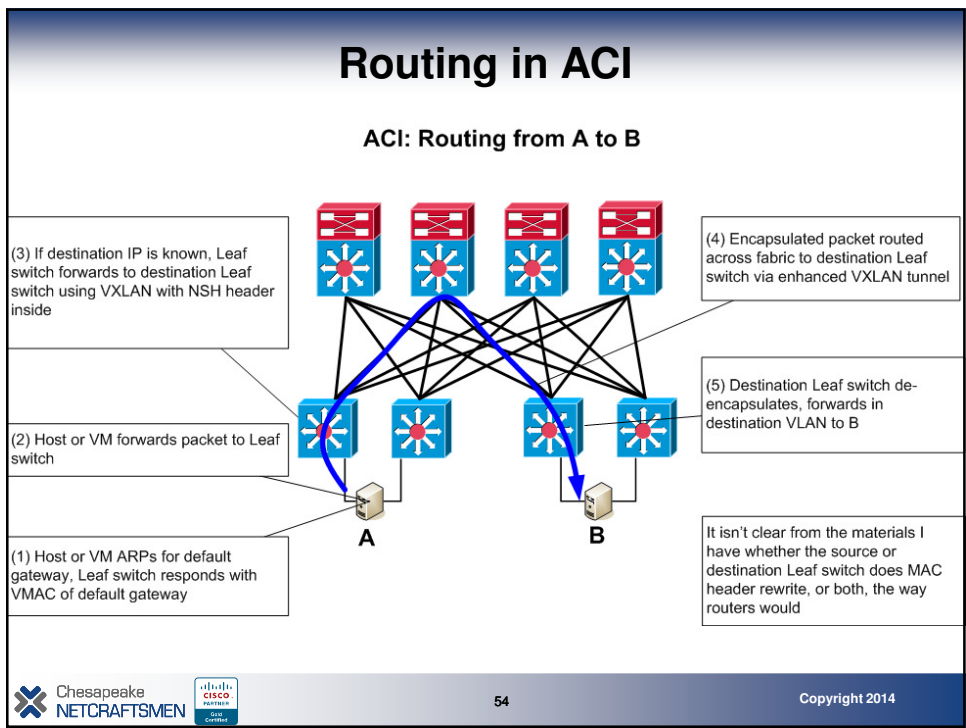 Routing in ACI
ACI: Routing from A to B
(3) If destination IP is known, Leaf
switch forwards to destination Leaf
switch using VXLAN with NSH header
inside
(4) Encapsulated packet routed
across fabric to destination Leaf
switch via enhanced VXLAN tunnel
(2) Host or VM forwards packet to Leaf
switch
(5) Destination Leaf switch de-
encapsulates, forwards in
destination VLAN to B
A
B
(1) Host or VM ARPs for default
gateway, Leaf switch responds with
VMAC of default gateway
It isn't clear from the materials I
have whether the source or
destination Leaf switch does MAC
header rewrite, or both, the way
routers would
Chesapeake
NETCRAFTSMEN
CISCO
PARTNER
Gold
Certified
54
Copyright 2014